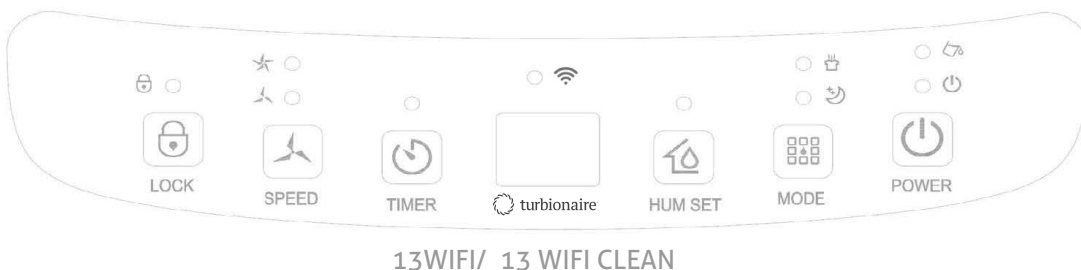 LOCK
SPEED
TIMER
turbionaire
HUM SET
MODE
POWER
13WIFI/ 13 WIFI CLEAN